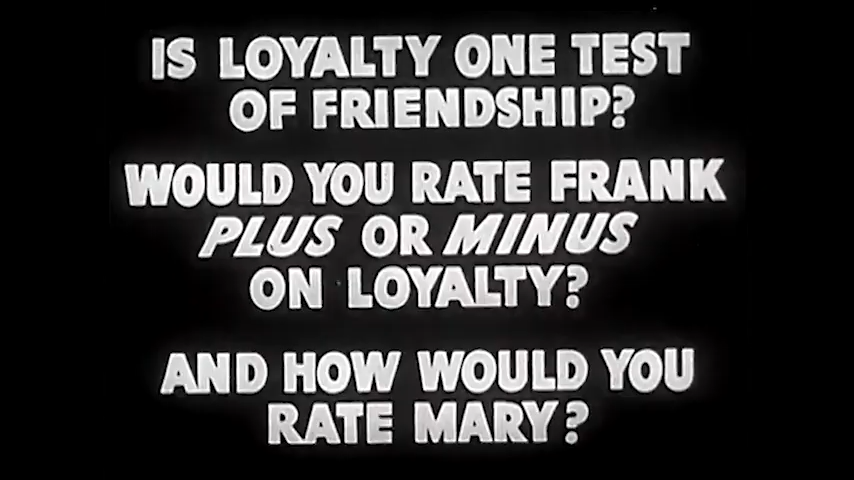 IS LOYALTY ONE TEST
OF FRIENDSHIP?
WOULD YOU RATE FRANK
PLUS OR MINUS
ON LOYALTY?
AND HOW WOULD YOU
RATE MARY?